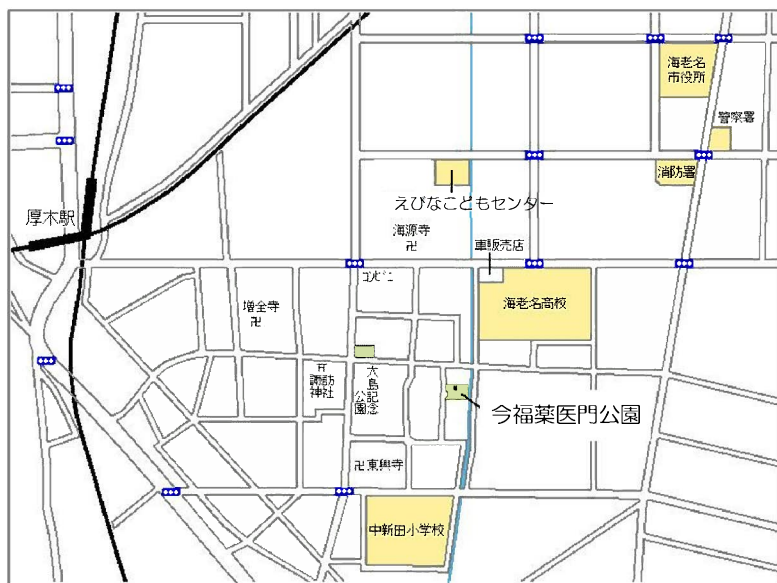 海老名
市役所
警察署
消防署
えびなこどもセンター
厚木駅
海源寺
卍
車販売店
コンビニ
海老名高校
増全寺
卍
諏訪
神社
大島記念
公園
今福薬医門公園
卍東興寺
中新田小学校